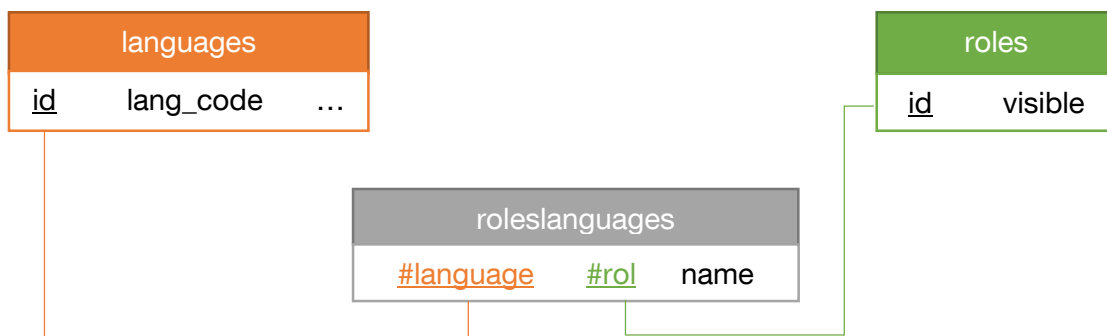 languages
id lang_code ...
roles
id visible
roleslanguages
#language #rol name